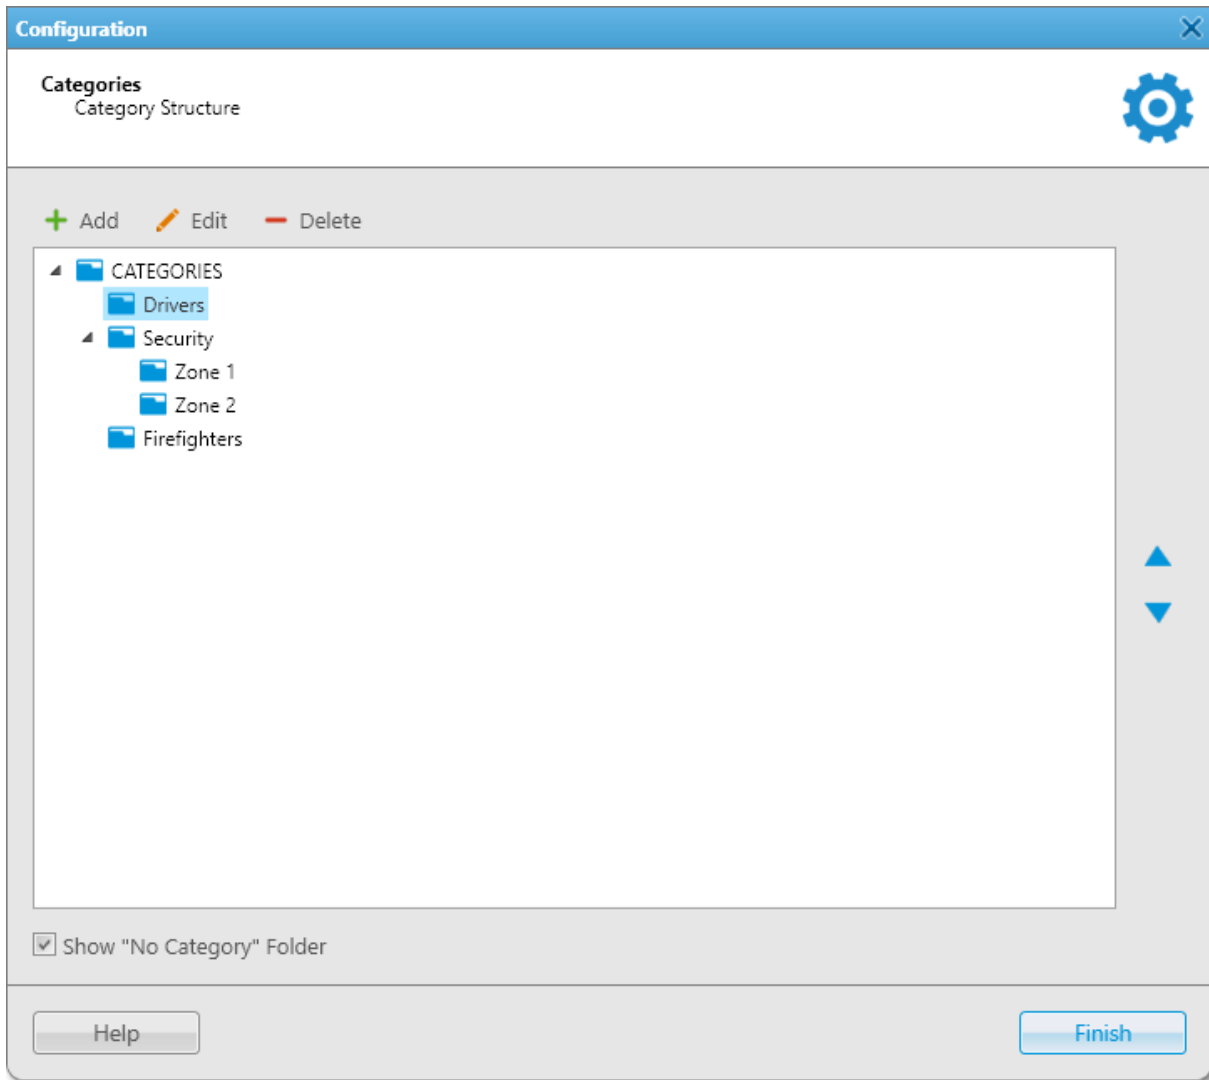 Configuration
Categories
Category Structure
Add Edit Delete
CATEGORIES
Drivers
Security
Zone 1
Zone 2
Firefighters
Show "No Category" Folder
Help Finish